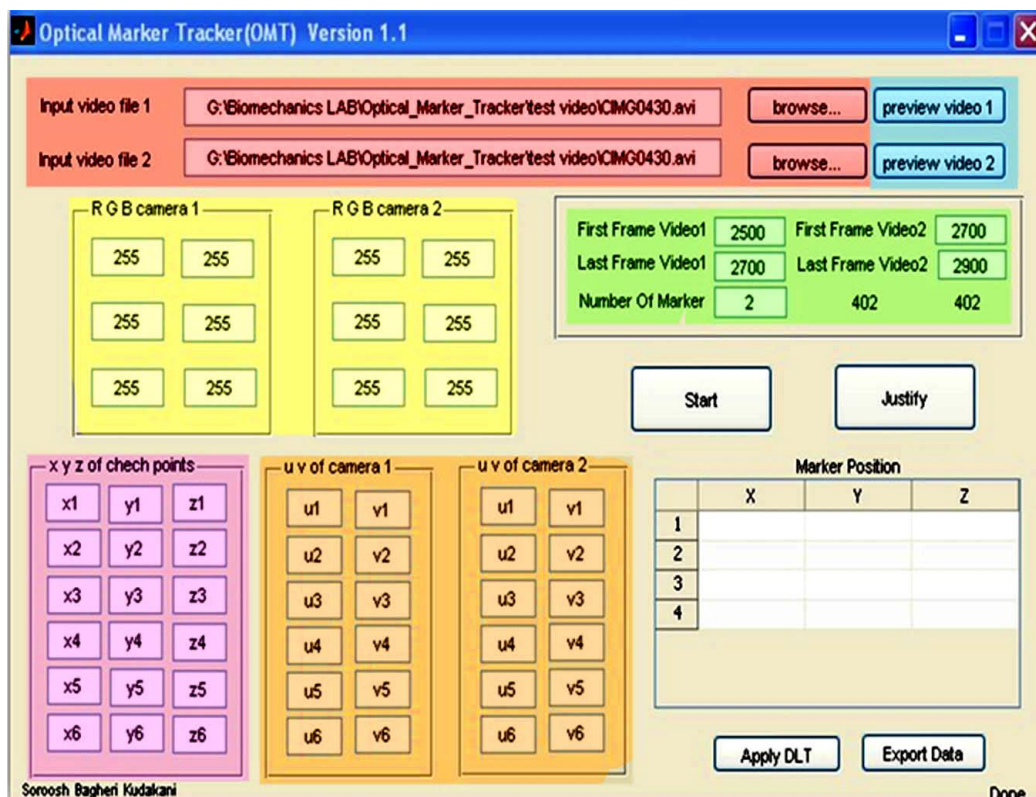 Optical Marker Tracker(OMT) Version 1.1
Input video file 1 G:\Biomechanics LAB\Optical_Marker_Tracker\test video\CIMG0430.avi browse... preview video 1
Input video file 2 G:\Biomechanics LAB\Optical_Marker_Tracker\test video\CIMG0430.avi browse... preview video 2
R G B camera 1 R G B camera 2
255 255 255 255
255 255 255 255
255 255 255 255
First Frame Video1 2500 First Frame Video2 2700
Last Frame Video1 2700 Last Frame Video2 2900
Number Of Marker 2 402 402
Start Justify
x y z of chech points u v of camera 1 u v of camera 2
x1 y1 z1 u1 v1 u1 v1
x2 y2 z2 u2 v2 u2 v2
x3 y3 z3 u3 v3 u3 v3
x4 y4 z4 u4 v4 u4 v4
x5 y5 z5 u5 v5 u5 v5
x6 y6 z6 u6 v6 u6 v6
Marker Position
X Y Z
1
2
3
4
Apply DLT Export Data
Soroosh Bagheri Kudakani Done